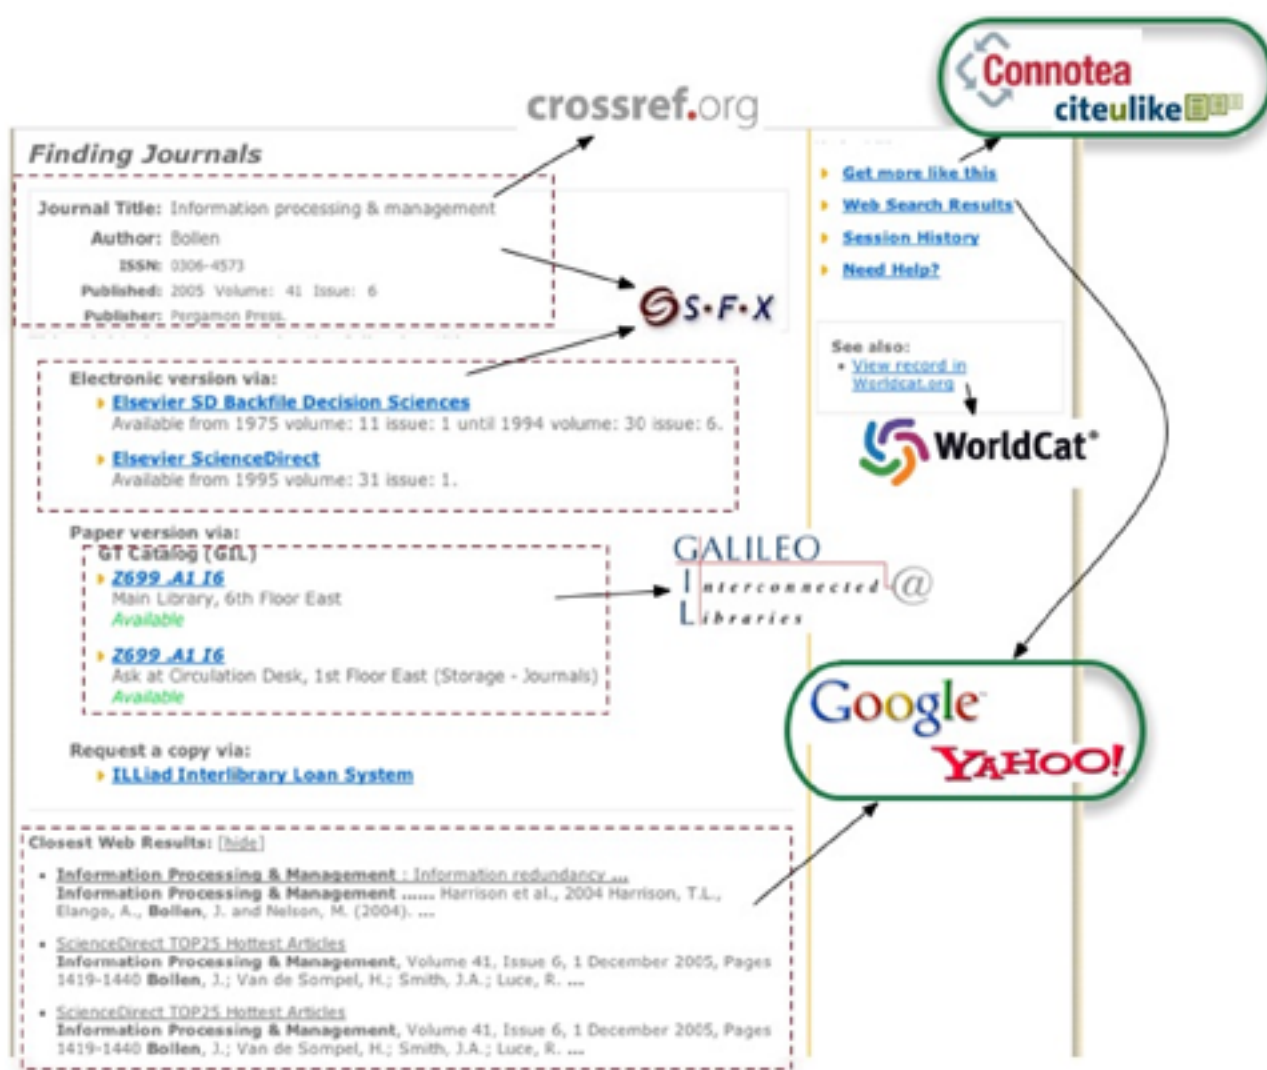 Connotea
citeulike
crossref.org
Finding Journals
Journal Title: Information processing & management
Author: Bollen
ISSN: 0306-4573
Published: 2005 Volume: 41 Issue: 6
Publisher: Pergamon Press.
S·F·X
Electronic version via:
Elsevier SD Backfile Decision Sciences
Available from 1975 volume: 11 issue: 1 until 1994 volume: 30 issue: 6.
Elsevier ScienceDirect
Available from 1995 volume: 31 issue: 1.
Paper version via:
GT Catalog (GIL)
Z699 .A1 I6
Main Library, 6th Floor East
Available
Z699 .A1 I6
Ask at Circulation Desk, 1st Floor East (Storage - Journals)
Available
GALILEO
Interconnected @
Libraries
Request a copy via:
ILLiad Interlibrary Loan System
Closest Web Results: [hide]
Information Processing & Management : Information redundancy ...
Information Processing & Management ...... Harrison et al., 2004 Harrison, T.L.,
Elango, A., Bollen, J. and Nelson, M. (2004). ...
ScienceDirect TOP25 Hottest Articles
Information Processing & Management, Volume 41, Issue 6, 1 December 2005, Pages
1419-1440 Bollen, J.; Van de Sompel, H.; Smith, J.A.; Luce, R. ...
ScienceDirect TOP25 Hottest Articles
Information Processing & Management, Volume 41, Issue 6, 1 December 2005, Pages
1419-1440 Bollen, J.; Van de Sompel, H.; Smith, J.A.; Luce, R. ...
Get more like this
Web Search Results
Session History
Need Help?
See also:
View record in
Worldcat.org
WorldCat®
Google™
YAHOO!